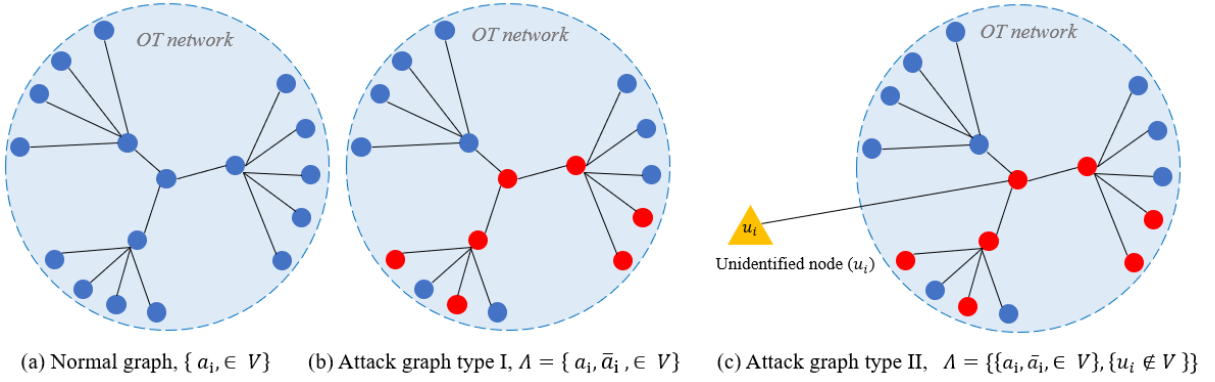 OT network
OT network
OT network
u_i
Unidentified node (u_i)
(a) Normal graph, { a_i, ∈ V}
(b) Attack graph type I, Λ = { a_i, ā_i , ∈ V}
(c) Attack graph type II, Λ = {{a_i, ā_i, ∈ V}, {u_i ∉ V }}